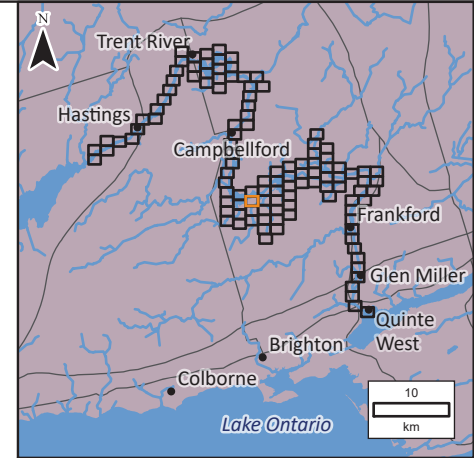 N
Trent River
Hastings
Campbellford
Frankford
Glen Miller
Quinte
West
Brighton
Colborne
10
km
Lake Ontario